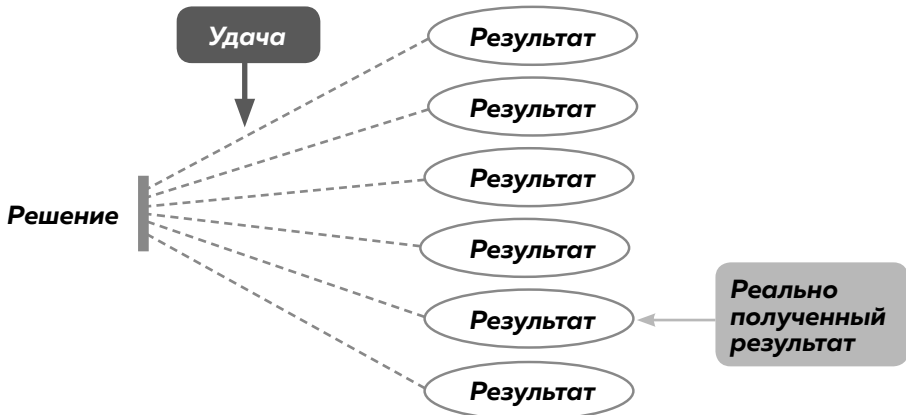 Удача
Результат
Результат
Результат
Решение
Результат
Результат
Реально
полученный
результат
Результат